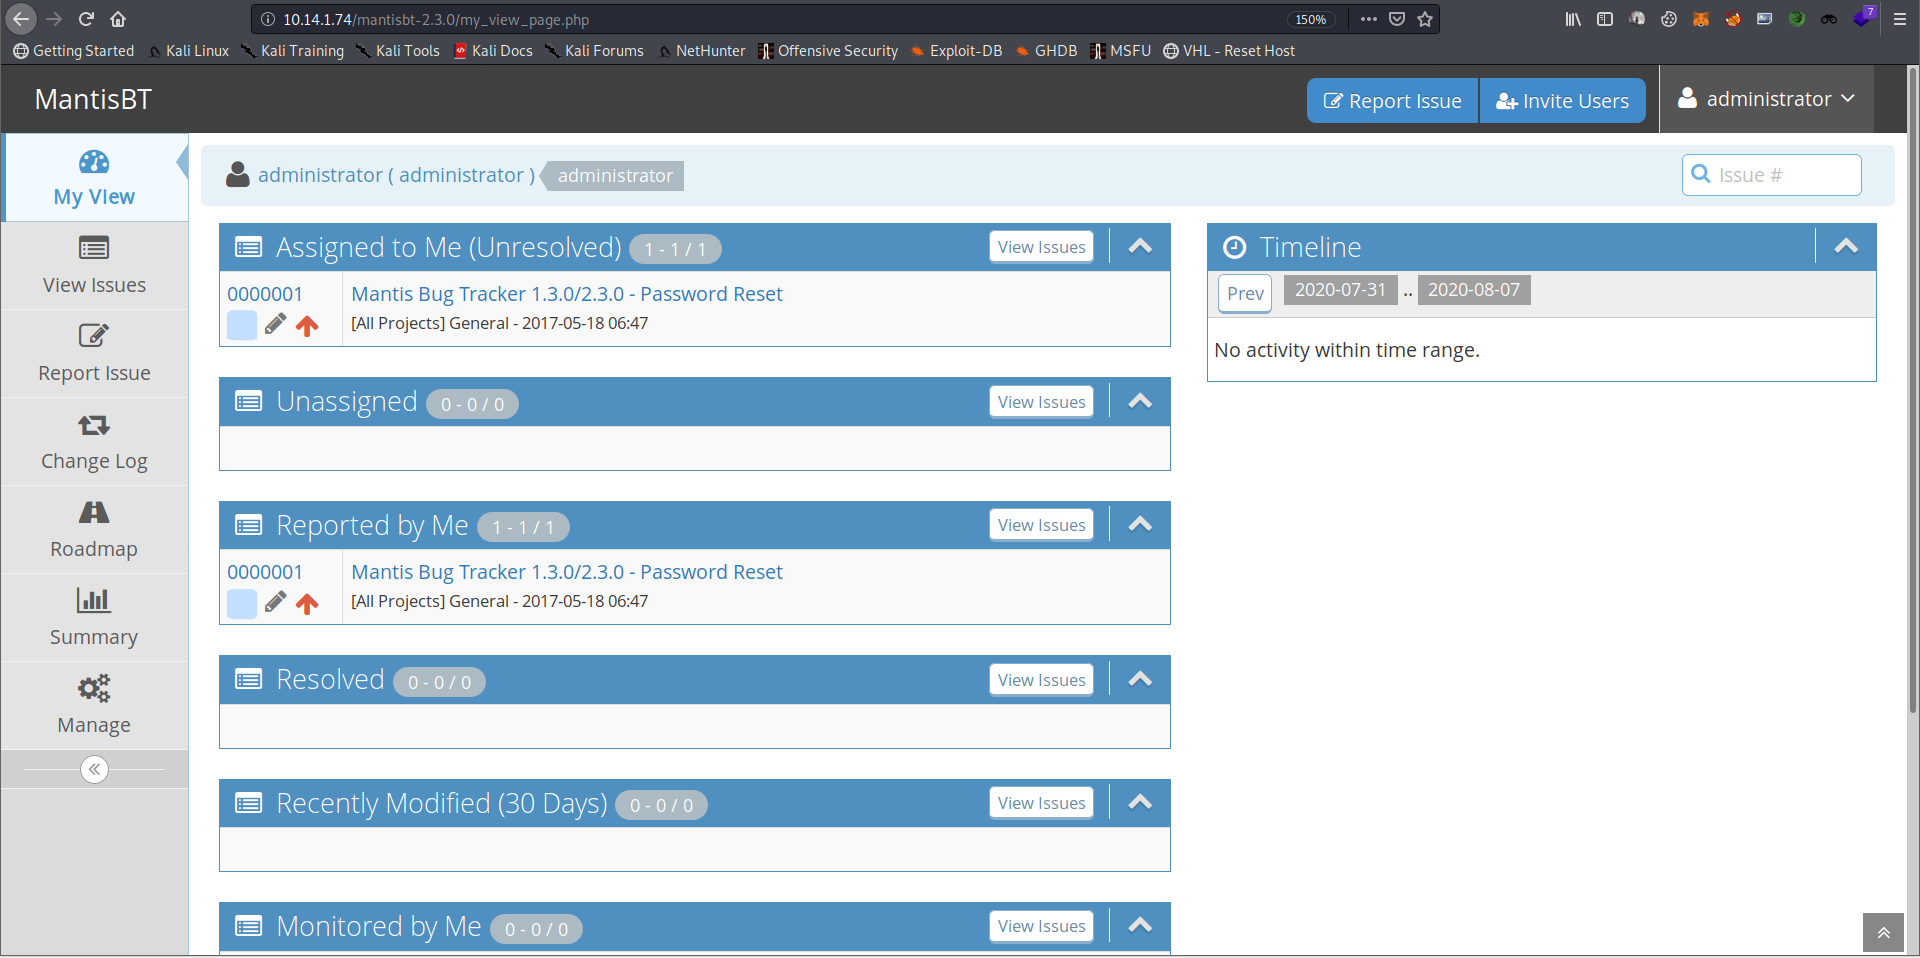 10.14.1.74/mantisbt-2.3.0/my_view_page.php 150% 7
Getting Started Kali Linux Kali Training Kali Tools Kali Docs Kali Forums NetHunter Offensive Security Exploit-DB GHDB MSFU VHL - Reset Host
MantisBT Report Issue Invite Users administrator
administrator ( administrator ) administrator Issue #
My VIew
View Issues
Report Issue
Change Log
Roadmap
Summary
Manage
Assigned to Me (Unresolved) 1 - 1 / 1 View Issues
0000001 Mantis Bug Tracker 1.3.0/2.3.0 - Password Reset
[All Projects] General - 2017-05-18 06:47
Unassigned 0 - 0 / 0 View Issues
Reported by Me 1 - 1 / 1 View Issues
0000001 Mantis Bug Tracker 1.3.0/2.3.0 - Password Reset
[All Projects] General - 2017-05-18 06:47
Resolved 0 - 0 / 0 View Issues
Recently Modified (30 Days) 0 - 0 / 0 View Issues
Monitored by Me 0 - 0 / 0 View Issues
Timeline
Prev 2020-07-31 .. 2020-08-07
No activity within time range.